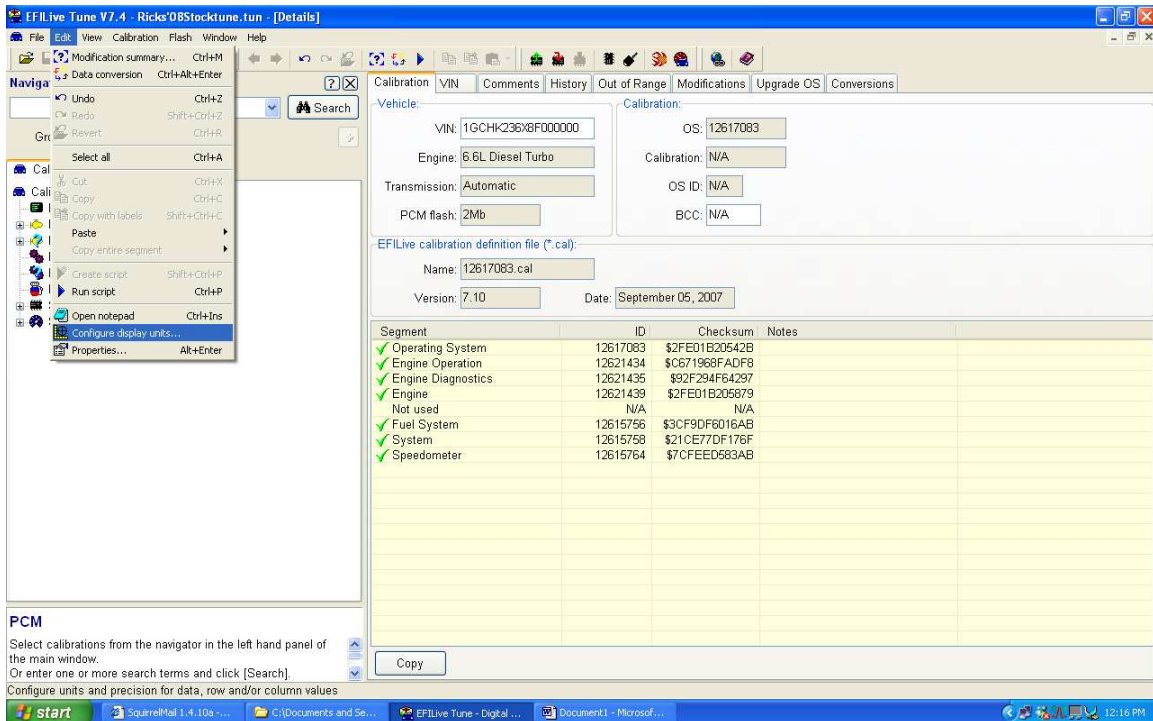 EFILive Tune V7.4 - Ricks'08Stocktune.tun - [Details]
File Edit View Calibration Flash Window Help
Modification summary... Ctrl+M
Data conversion Ctrl+Alt+Enter
Undo Ctrl+Z
Redo Shift+Ctrl+Z
Revert Ctrl+R
Select all Ctrl+A
Cut Ctrl+X
Copy Ctrl+C
Copy with labels Shift+Ctrl+C
Paste
Copy entire segment
Create script Shift+Ctrl+P
Run script Ctrl+P
Open notepad Ctrl+Ins
Configure display units...
Properties... Alt+Enter
Search
Calibration VIN Comments History Out of Range Modifications Upgrade OS Conversions
Vehicle:
VIN: 1GCHK236X8F000000
Engine: 6.6L Diesel Turbo
Transmission: Automatic
PCM flash: 2Mb
Calibration:
OS: 12617083
Calibration: N/A
OS ID: N/A
BCC: N/A
EFILive calibration definition file (*.cal):
Name: 12617083.cal
Version: 7.10 Date: September 05, 2007
Segment ID Checksum Notes
Operating System 12617083 $2FE01B20542B
Engine Operation 12621434 $C671968FADF8
Engine Diagnostics 12621435 $92F294F64297
Engine 12621439 $2FE01B205879
Not used N/A N/A
Fuel System 12615756 $3CF9DF6016AB
System 12615758 $21CE77DF176F
Speedometer 12615764 $7CFEED583AB
Copy
PCM
Select calibrations from the navigator in the left hand panel of
the main window.
Or enter one or more search terms and click [Search].
Configure units and precision for data, row and/or column values
start SquirrelMail 1.4.10a -... C:\Documents and Se... EFILive Tune - Digital ... Document1 - Microsof... 12:16 PM